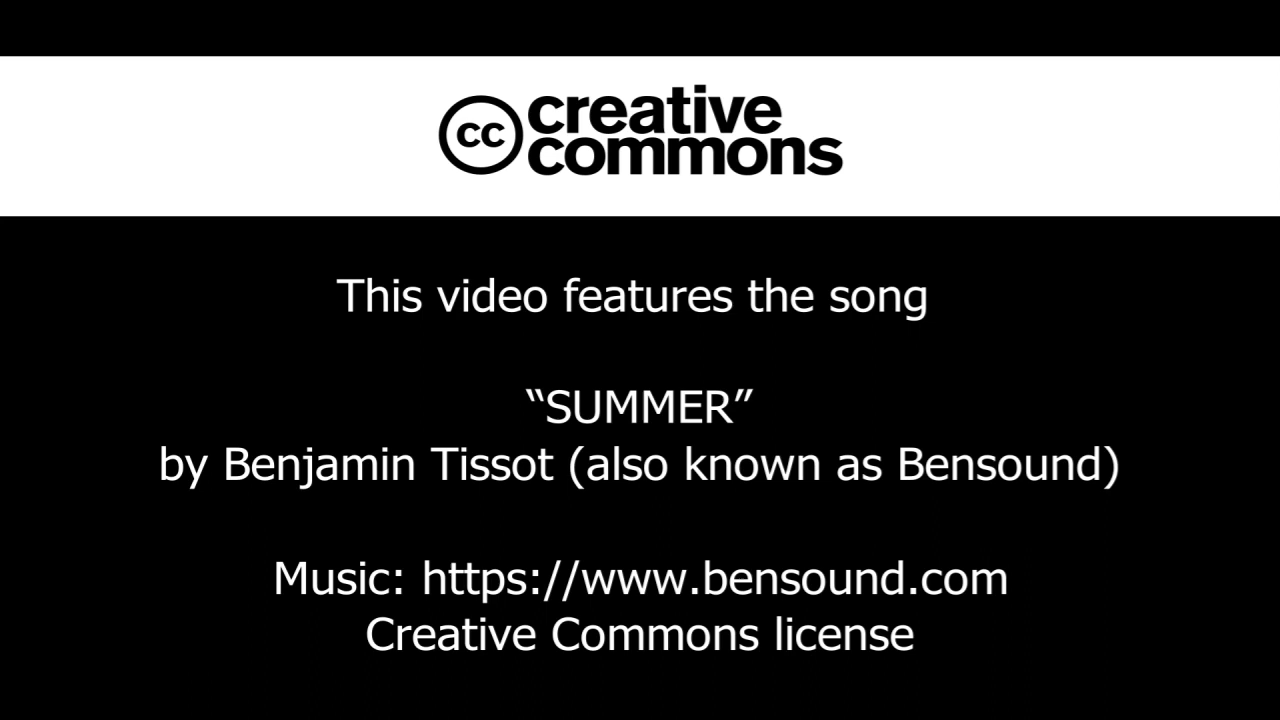 cc creative
commons
This video features the song
“SUMMER”
by Benjamin Tissot (also known as Bensound)
Music: https://www.bensound.com
Creative Commons license